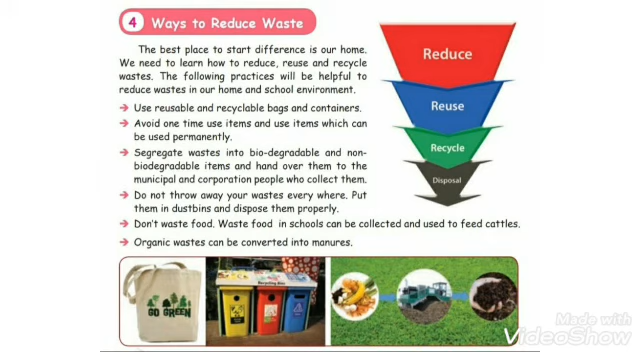 4 Ways to Reduce Waste
The best place to start difference is our home.
We need to learn how to reduce, reuse and recycle
wastes. The following practices will be helpful to
reduce wastes in our home and school environment.
→ Use reusable and recyclable bags and containers.
→ Avoid one time use items and use items which can
be used permanently.
→ Segregate wastes into bio-degradable and non-
biodegradable items and hand over them to the
municipal and corporation people who collect them.
→ Do not throw away your wastes every where. Put
them in dustbins and dispose them properly.
→ Don't waste food. Waste food in schools can be collected and used to feed cattles.
→ Organic wastes can be converted into manures.
Reduce
Reuse
Recycle
Disposal
GO GREEN
Recycling Bins
Made with
VideoShow